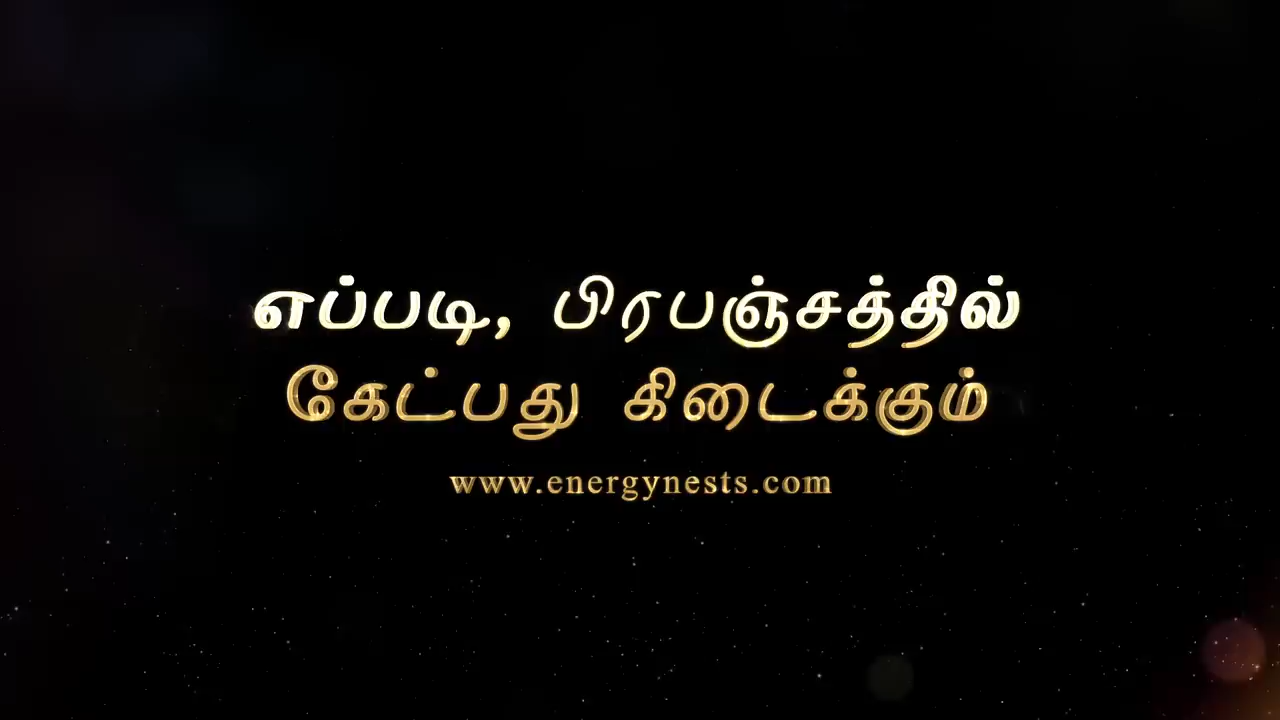 எப்படி, பிரபஞ்சத்தில்
கேட்பது கிடைக்கும்
www.energynests.com